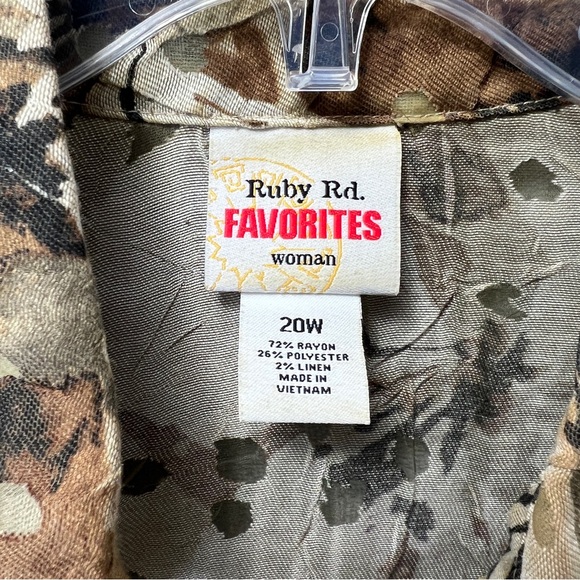 Ruby Rd.
FAVORITES
woman
20W
72% RAYON
26% POLYESTER
2% LINEN
MADE IN
VIETNAM